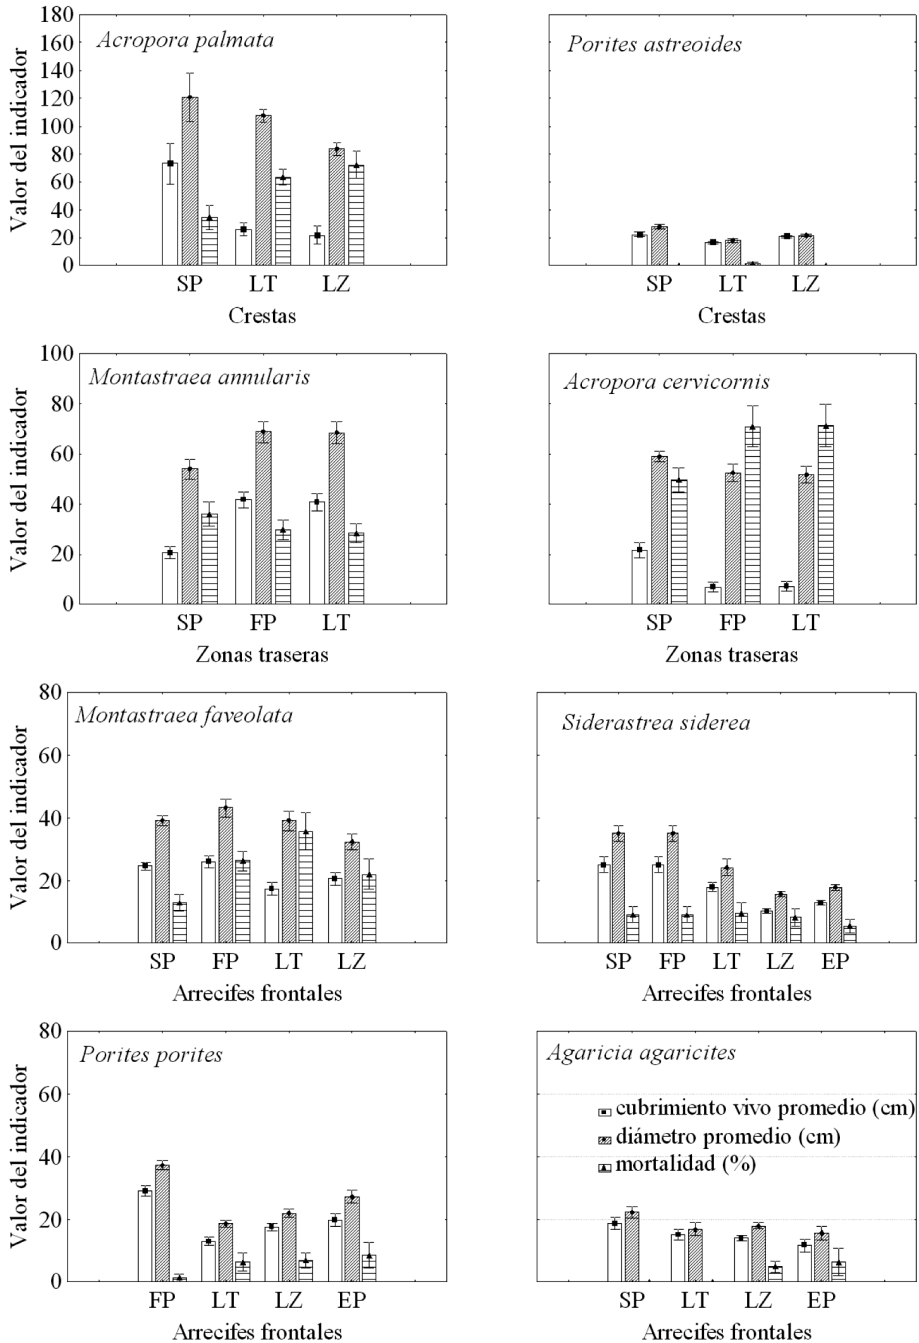 Acropora palmata
Valor del indicador
180
160
140
120
100
80
60
40
20
0
SP LT LZ
Crestas
Porites astreoides
SP LT LZ
Crestas
Montastraea annularis
Valor del indicador
100
80
60
40
20
0
SP FP LT
Zonas traseras
Acropora cervicornis
SP FP LT
Zonas traseras
Montastraea faveolata
Valor del indicador
80
60
40
20
0
SP FP LT LZ
Arrecifes frontales
Siderastrea siderea
SP FP LT LZ EP
Arrecifes frontales
Porites porites
Valor del indicador
80
60
40
20
0
FP LT LZ EP
Arrecifes frontales
Agaricia agaricites
cubrimiento vivo promedio (cm)
diámetro promedio (cm)
mortalidad (%)
SP LT LZ EP
Arrecifes frontales